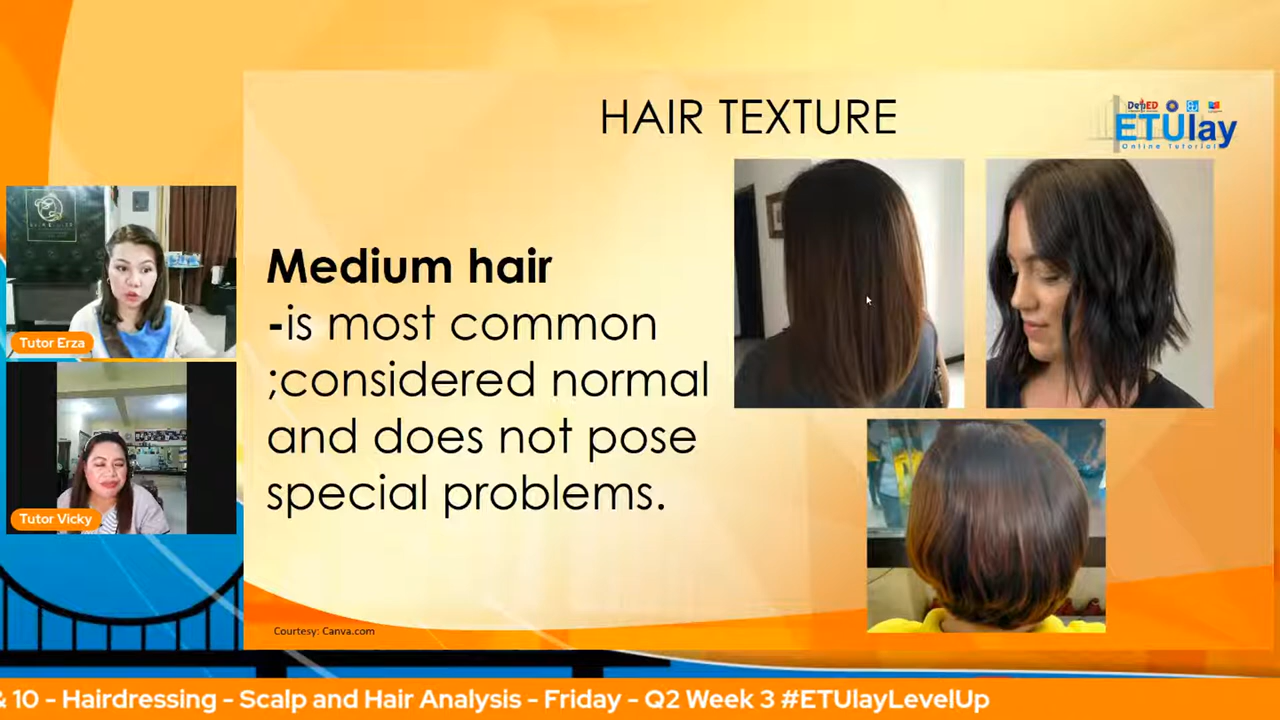 HAIR TEXTURE
DepED
ETUlay
Online Tutorial
Medium hair
-is most common
;considered normal
and does not pose
special problems.
Tutor Erza
Tutor Vicky
Courtesy: Canva.com
& 10 - Hairdressing - Scalp and Hair Analysis - Friday - Q2 Week 3 #ETUlayLevelUp